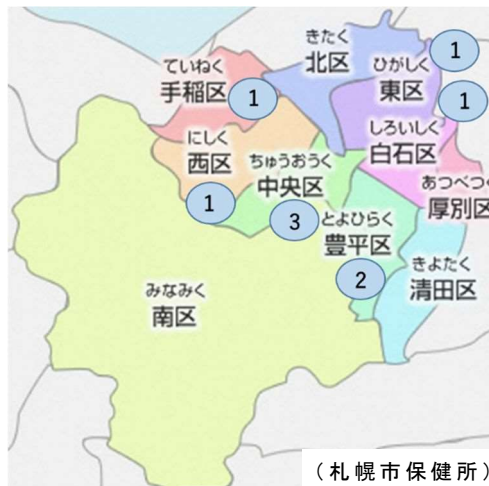 きたく
北区
1
ひがしく
東区
1
ていねく
手稲区
1
しろいしく
白石区
にしく
西区
1
ちゅうおうく
中央区
3
あつべつく
厚別区
とよひらく
豊平区
2
きよたく
清田区
みなみく
南区
(札幌市保健所)